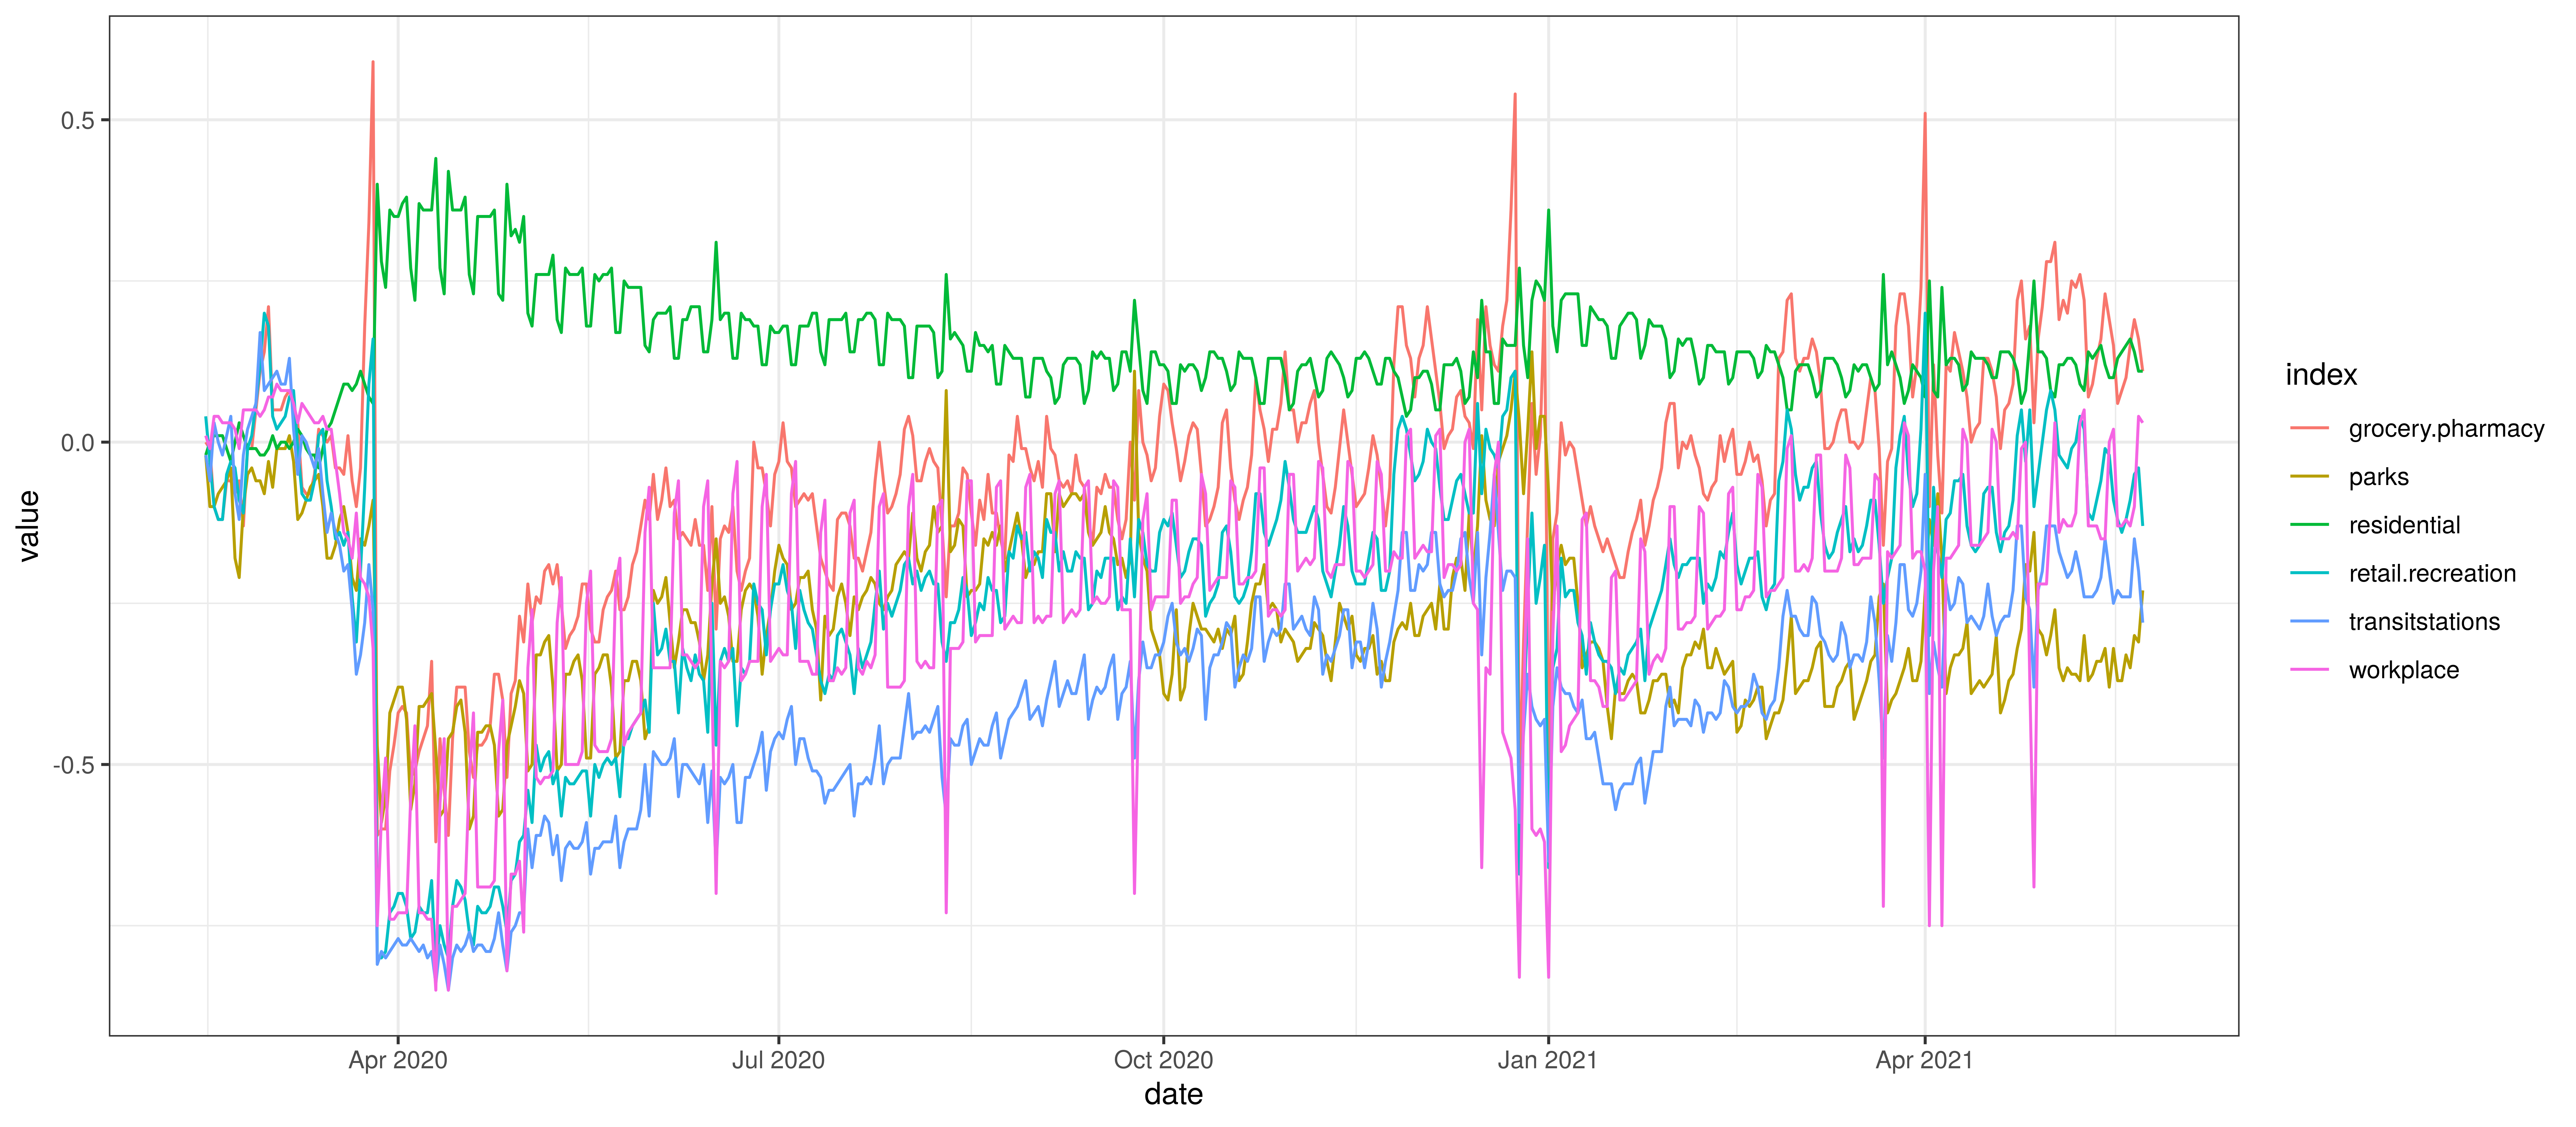 0.5
0.0
-0.5
value
Apr 2020
Jul 2020
Oct 2020
Jan 2021
Apr 2021
date
index
grocery.pharmacy
parks
residential
retail.recreation
transitstations
workplace